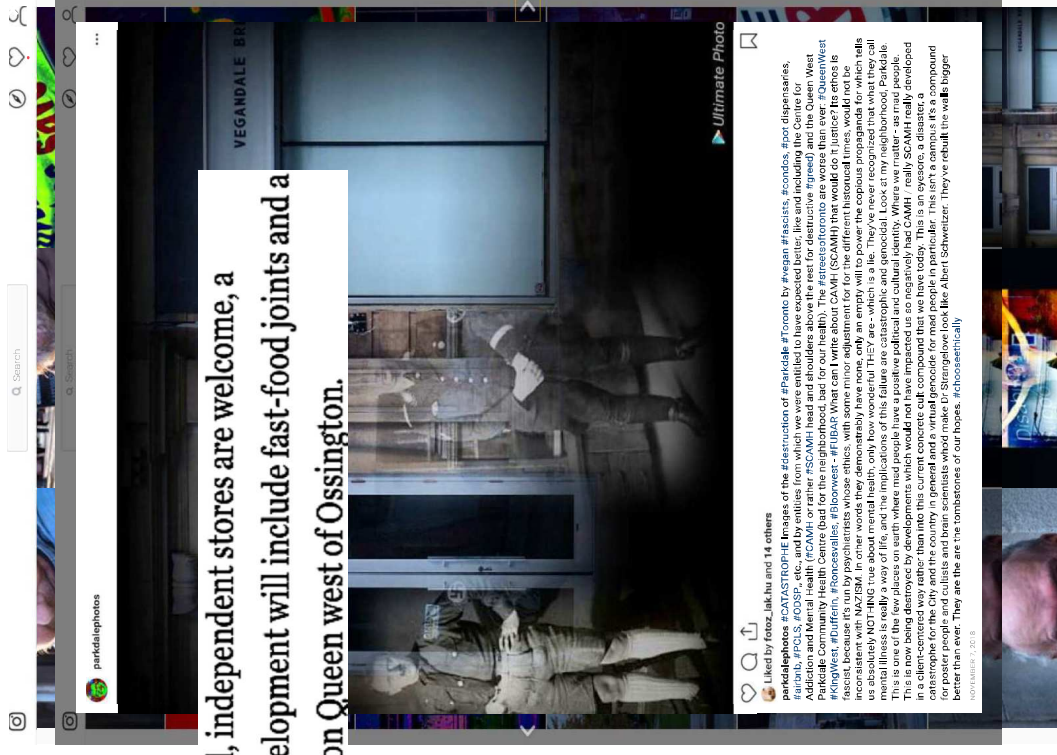 Search
Search
parkdalephotos
VEGANDALE BR
Ultimate Photo
, independent stores are welcome, a
elopment will include fast-food joints and a
on Queen west of Ossington.
Liked by fotoz_lak.hu and 14 others
parkdalephotos #CATASTROPHE Images of the #destruction of #Parkdale #Toronto by #vegan #fascists, #condos, #pot dispensaries,
#airbnb, #PCLS, #ODSP,, etc., and by entities from which we were entitled to have expected better, like and including the Centre for
Addiction and Mental Health (#CAMH or rather #SCAMH head and shoulders above the rest for destructive #greed) and the Queen West
Parkdale Community Health Centre (bad for the neighborhood, bad for our health). The #streetsoftoronto are worse than ever: #QueenWest
#KingWest, #Dufferin, #Roncesvalles, #Bloorwest - #FUBAR What can I write about CAMH (SCAMH) that would do it justice? Its ethos is
fascist, because it's run by psychiatrists whose ethics, with some minor adjustment for for the different historical times, would not be
inconsistent with NAZISM. In other words they demonstrably have none, only an empty will to power the copious propaganda for which tells
us absolutely NOTHING true about mental health, only how wonderful THEY are - which is a lie. They've never recognized that what they call
mental illness is really a way of life, and the implications of this failure are catastrophic and genocidal. Look at my neighborhood, Parkdale.
This is one of the few places on earth where mad people have a positive political and cultural identity. Where we matter - as mad people.
This is now being destroyed by developments which would not have impacted us so negatively had CAMH / really SCAMH really developed
in a client-centered way rather than into this current concrete cult compound that we have today. This is an eyesore, a disaster, a
catastrophe for the City and the country in general and a virtual genocide for mad people in particular. This isn't a campus it's a compound
for poster people and cultists and brain scientists who'd make Dr Strangelove look like Albert Schweitzer. They've rebuilt the walls bigger
better than ever. They are the are the tombstones of our hopes. #Chooseethically
NOVEMBER 7, 2018